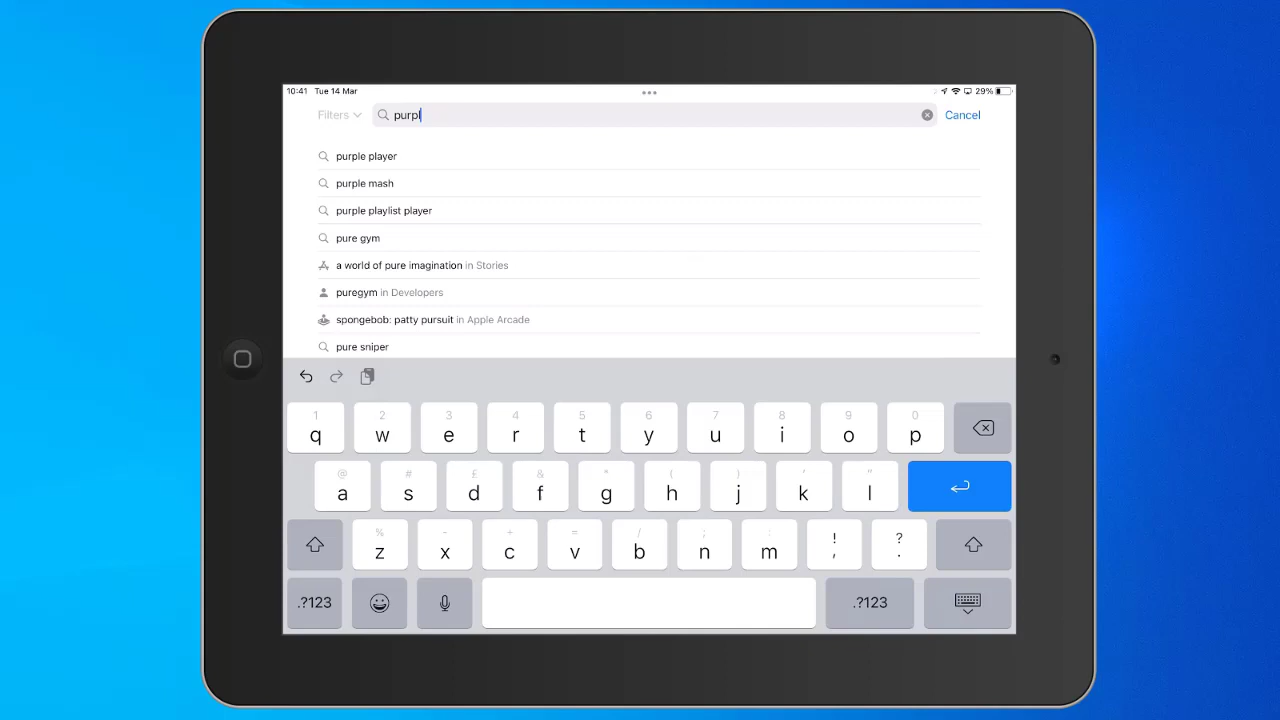 10:41 Tue 14 Mar 29%
Filters purpl Cancel
purple player
purple mash
purple playlist player
pure gym
a world of pure imagination in Stories
puregym in Developers
spongebob: patty pursuit in Apple Arcade
pure sniper
1 2 3 4 5 6 7 8 9 0
q w e r t y u i o p
@ # £ & * ( ) ' "
a s d f g h j k l
% - + = / ; : ! ?
z x c v b n m , .
.?123 .?123